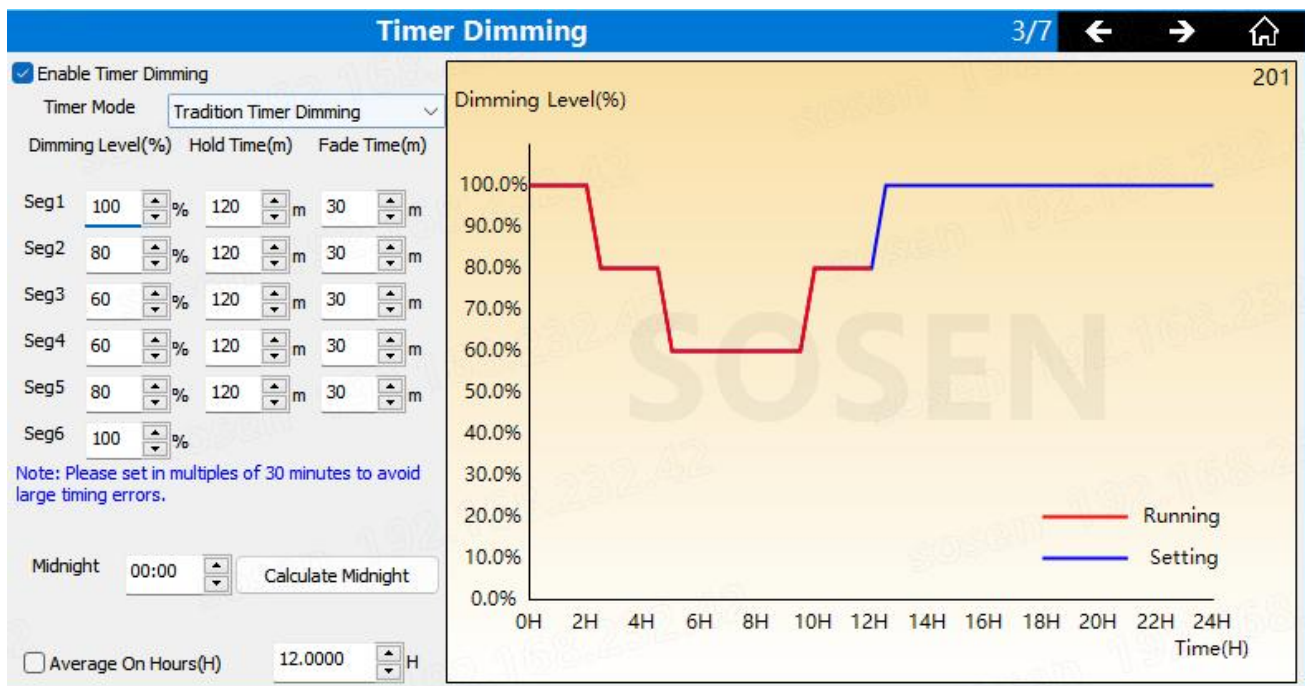 Timer Dimming 3/7
Enable Timer Dimming
Timer Mode Tradition Timer Dimming
Dimming Level(%) Hold Time(m) Fade Time(m)
Seg1 100 % 120 m 30 m
Seg2 80 % 120 m 30 m
Seg3 60 % 120 m 30 m
Seg4 60 % 120 m 30 m
Seg5 80 % 120 m 30 m
Seg6 100 %
Note: Please set in multiples of 30 minutes to avoid
large timing errors.
Midnight 00:00 Calculate Midnight
Average On Hours(H) 12.0000 H
201
Dimming Level(%)
100.0%
90.0%
80.0%
70.0%
60.0%
50.0%
40.0%
30.0%
20.0%
10.0%
0.0%
SOSEN
Running
Setting
0H 2H 4H 6H 8H 10H 12H 14H 16H 18H 20H 22H 24H
Time(H)